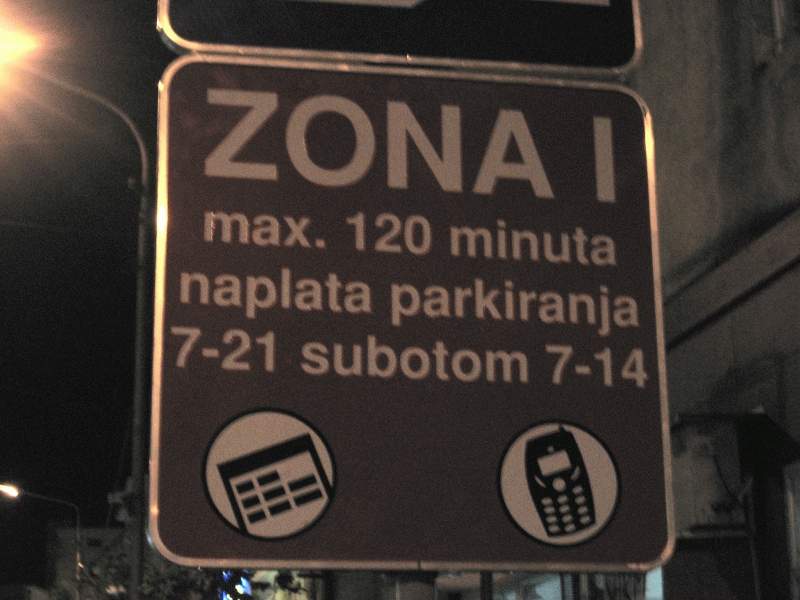 ZONA I
max. 120 minuta
naplata parkiranja
7-21 subotom 7-14